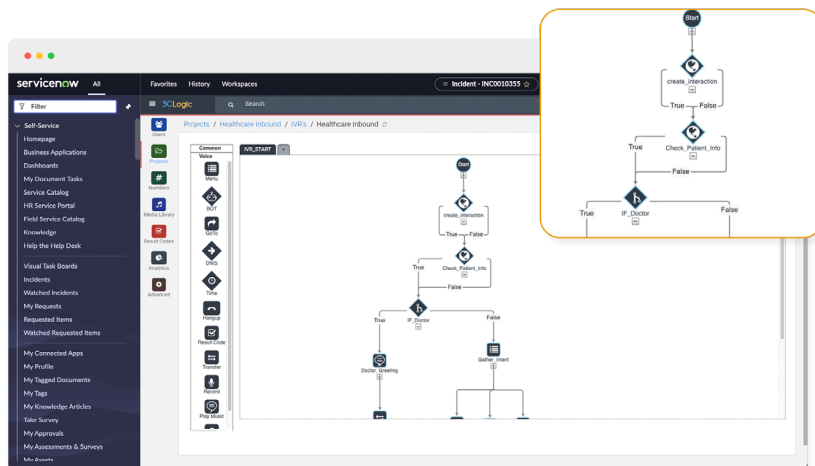 servicenow All Favorites History Workspaces Incident - INC0010355
Filter
3CLogic Search
Projects / Healthcare Inbound / IVR's / Healthcare Inbound
Self-Service
Homepage
Business Applications
Dashboards
My Document Tasks
Service Catalog
HR Service Portal
Field Service Catalog
Knowledge
Help the Help Desk
Visual Task Boards
Incidents
Watched Incidents
My Requests
Requested Items
Watched Requested Items
My Connected Apps
My Profile
My Tagged Documents
My Tags
My Knowledge Articles
Take Survey
My Approvals
My Assessments & Surveys
My Assets
Users
Projects
Numbers
Media Library
Result Codes
Analytics
Advanced
Common
Voice
Menu
BOT
GoTo
DNIS
Time
Hangup
Result Code
Transfer
Record
Play Music
IVR_START +
Start
create_interaction
True False
True Check_Patient_Info
False
True IF_Doctor False
Doctor_Greeting
Gather_Intent
Start
create_interaction
True False
True Check_Patient_Info
False
True IF_Doctor False